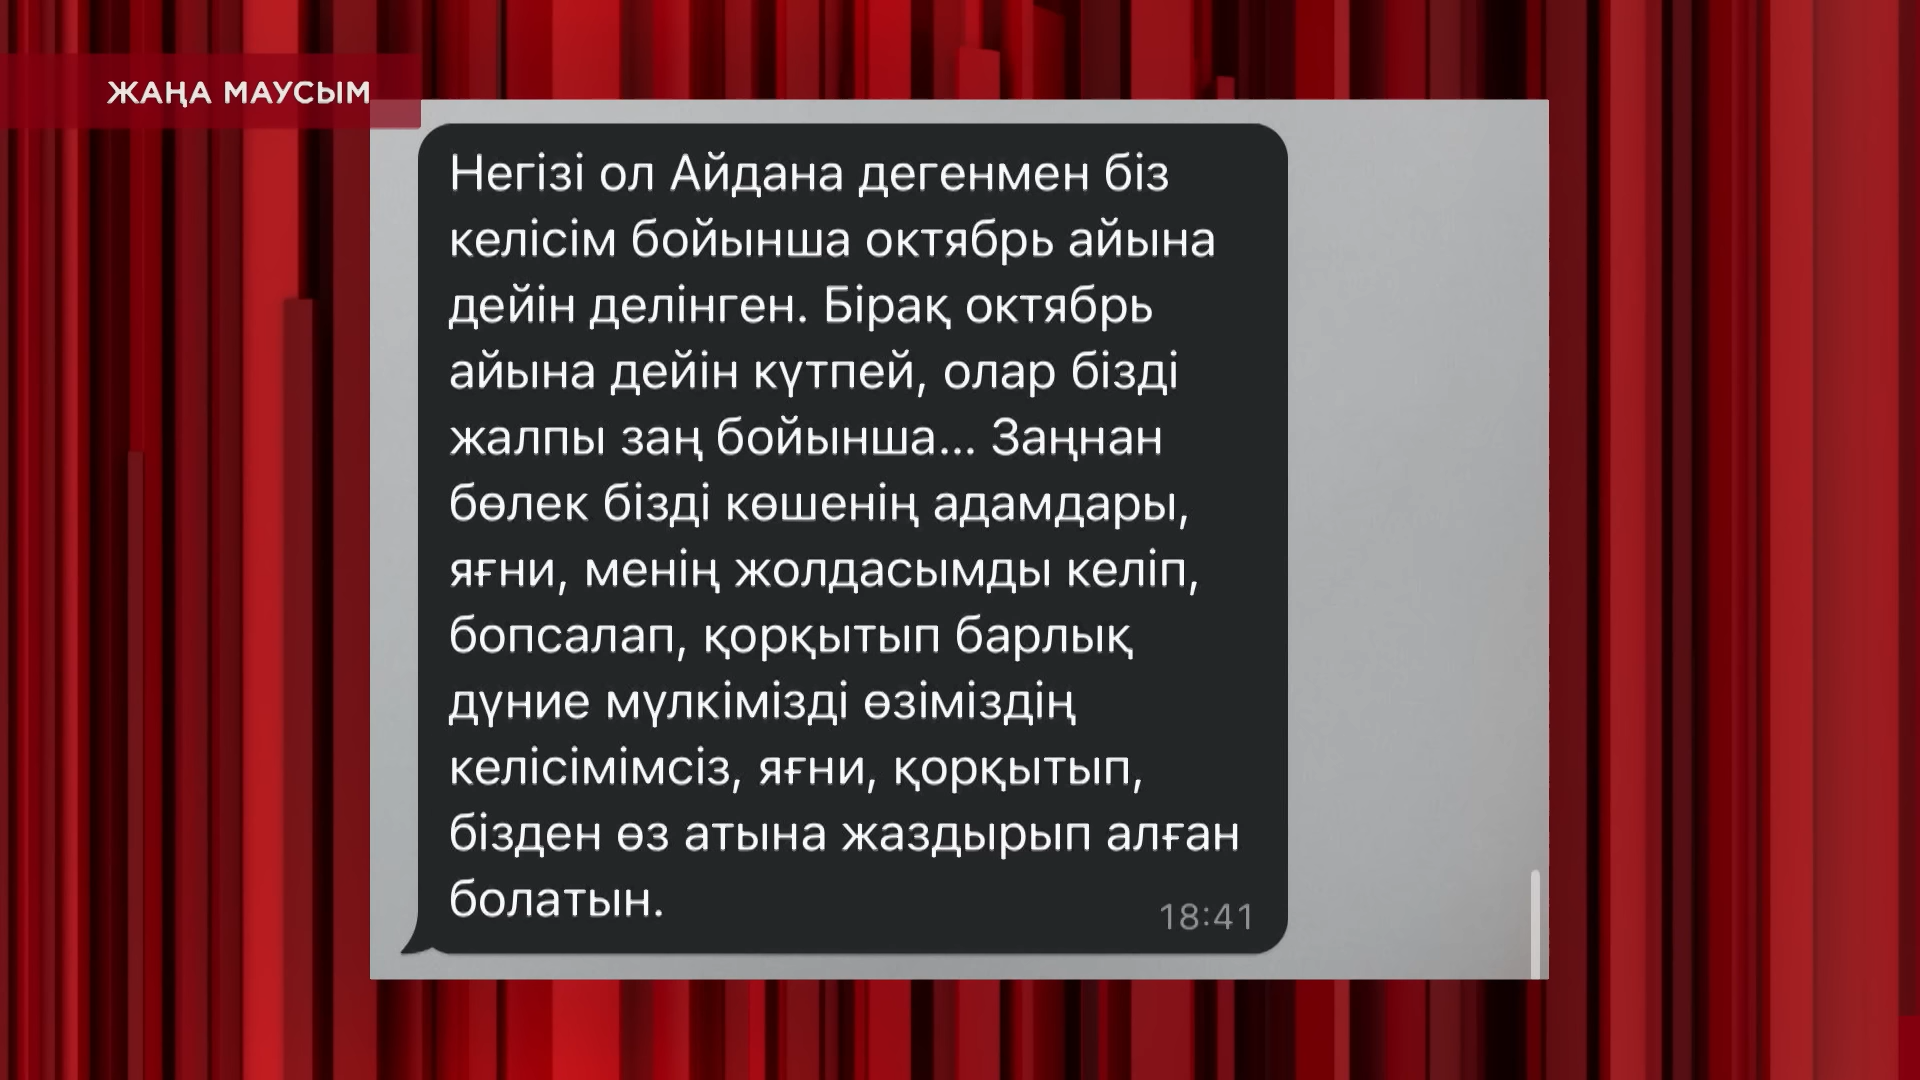 ЖАҢА МАУСЫМ
Негізі ол Айдана дегенмен біз
келісім бойынша октябрь айына
дейін делінген. Бірақ октябрь
айына дейін күтпей, олар бізді
жалпы заң бойынша... Заңнан
бөлек бізді көшенің адамдары,
яғни, менің жолдасымды келіп,
бопсалап, қорқытып барлық
дүние мүлкімізді өзіміздің
келісімімсіз, яғни, қорқытып,
бізден өз атына жаздырып алған
болатын.
18:41